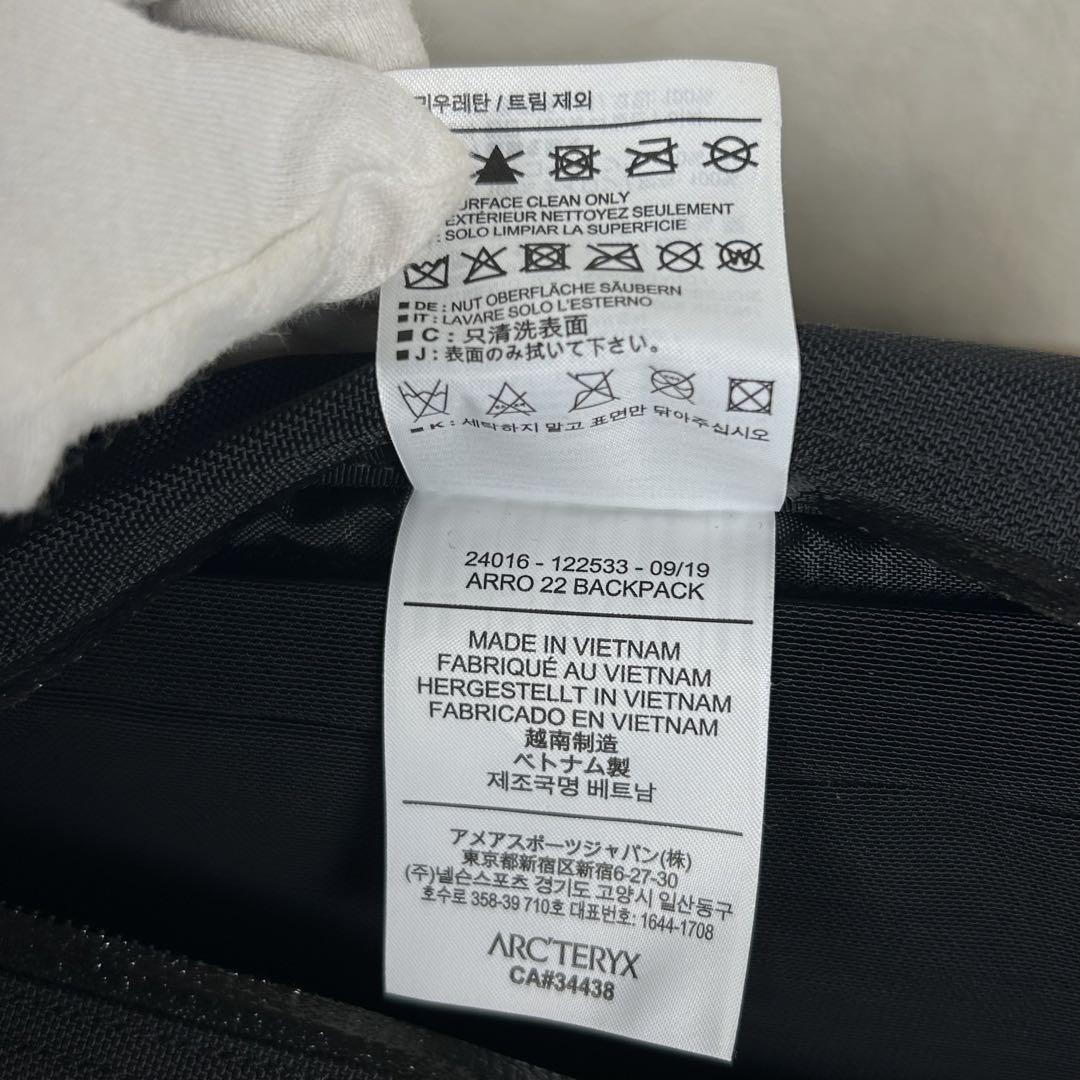 우레탄 / 트림 제외
SURFACE CLEAN ONLY
EXTÉRIEUR NETTOYEZ SEULEMENT
: SOLO LIMPIAR LA SUPERFICIE
W
■ DE : NUT OBERFLÄCHE SÄUBERN
■ IT : LAVARE SOLO L'ESTERNO
■ C : 只清洗表面
■ J : 表面のみ拭いて下さい。
■ K : 세탁하지 말고 표면만 닦아주십시오
24016 - 122533 - 09/19
ARRO 22 BACKPACK
MADE IN VIETNAM
FABRIQUÉ AU VIETNAM
HERGESTELLT IN VIETNAM
FABRICADO EN VIETNAM
越南制造
ベトナム製
제조국명 베트남
アメアスポーツジャパン(株)
東京都新宿区新宿6-27-30
(주)넬슨스포츠 경기도 고양시 일산동구
호수로 358-39 710호 대표번호: 1644-1708
ARC'TERYX
CA#34438